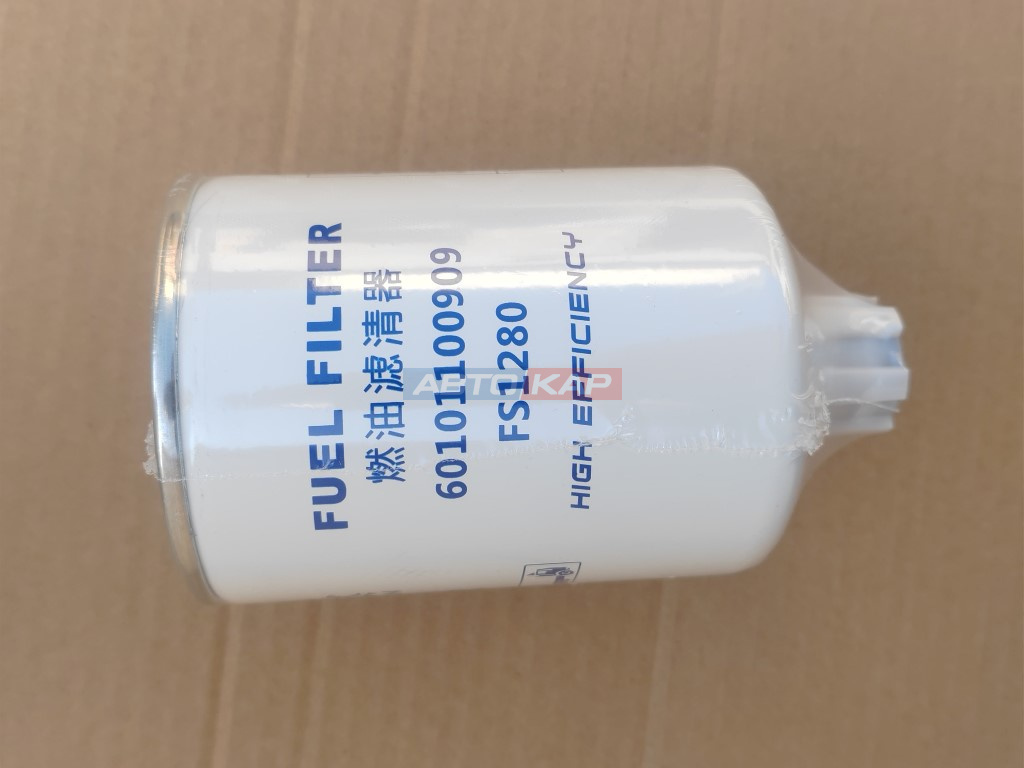 FUEL FILTER
燃油滤清器
60101100909
FS1280
HIGH EFFICIENCY
АВТОКАР